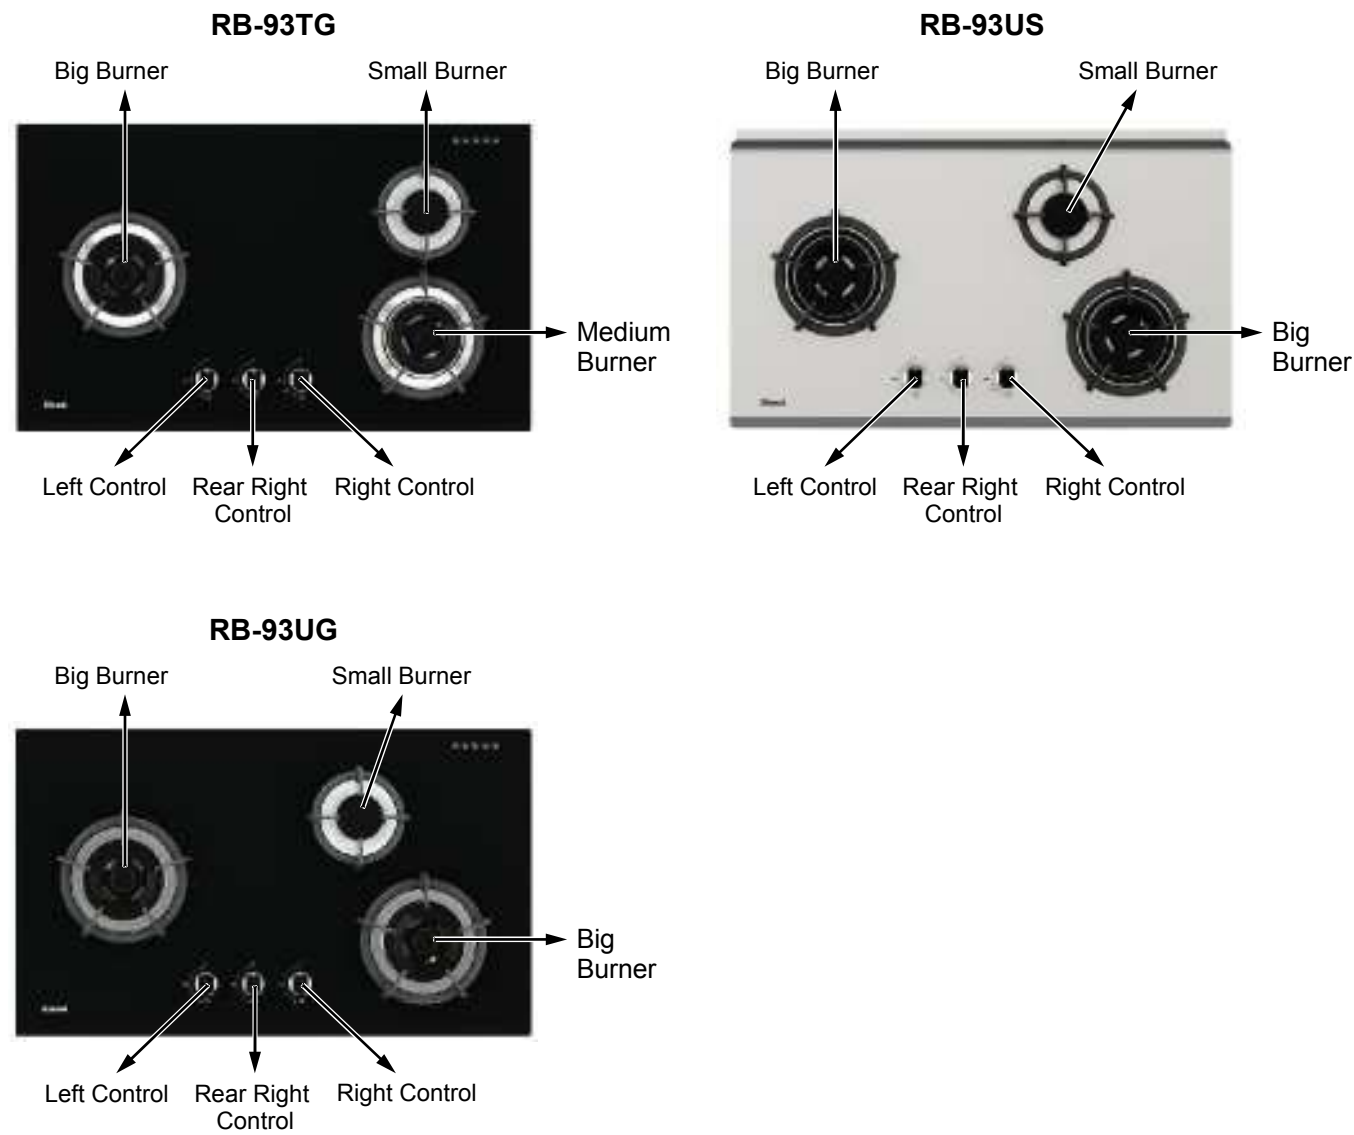 RB-93TG
Big Burner
Small Burner
Medium
Burner
Left Control
Rear Right
Control
Right Control
RB-93US
Big Burner
Small Burner
Big
Burner
Left Control
Rear Right
Control
Right Control
RB-93UG
Big Burner
Small Burner
Big
Burner
Left Control
Rear Right
Control
Right Control